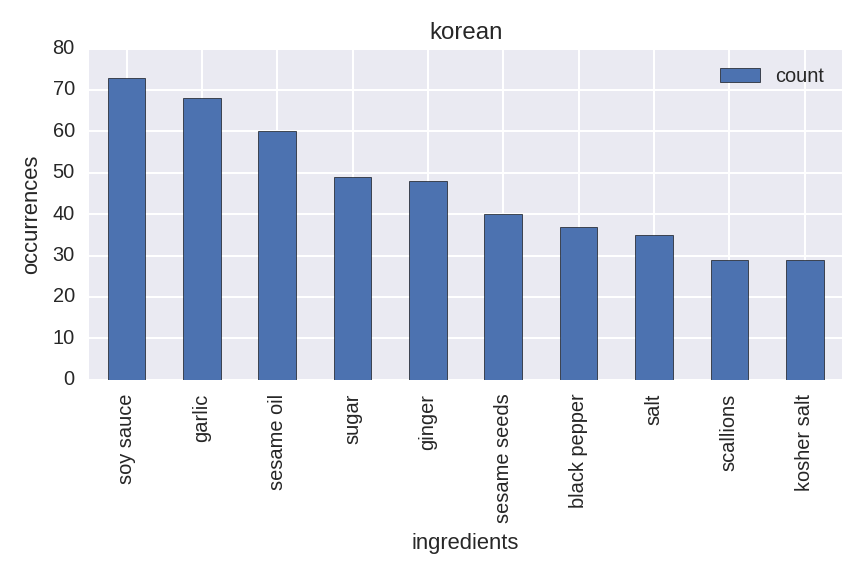 korean
count
occurrences
80
70
60
50
40
30
20
10
0
soy sauce
garlic
sesame oil
sugar
ginger
sesame seeds
black pepper
salt
scallions
kosher salt
ingredients